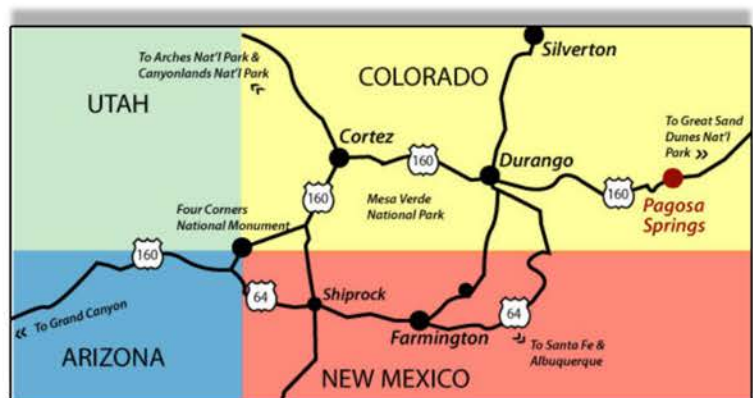 Silverton
To Arches Nat'l Park &
Canyonlands Nat'l Park
COLORADO
UTAH
To Great Sand
Dunes Nat'l
Park »
Cortez
160
Durango
160
Pagosa
Springs
160
Mesa Verde
National Park
Four Corners
National Monument
160
64
Shiprock
64
« To Grand Canyon
Farmington
To Santa Fe &
Albuquerque
ARIZONA
NEW MEXICO